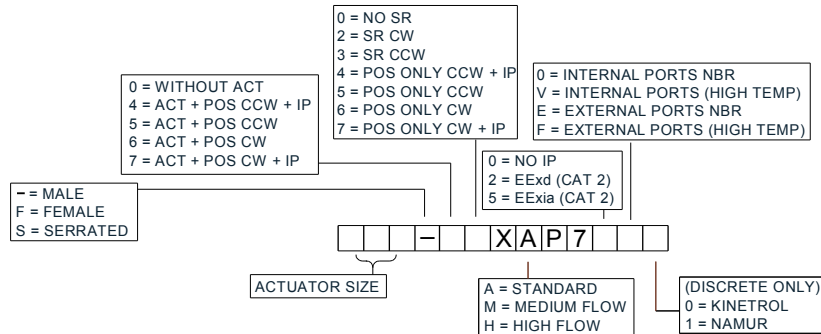 0 = NO SR
2 = SR CW
3 = SR CCW
4 = POS ONLY CCW + IP
5 = POS ONLY CCW
6 = POS ONLY CW
7 = POS ONLY CW + IP
0 = WITHOUT ACT
4 = ACT + POS CCW + IP
5 = ACT + POS CCW
6 = ACT + POS CW
7 = ACT + POS CW + IP
0 = INTERNAL PORTS NBR
V = INTERNAL PORTS (HIGH TEMP)
E = EXTERNAL PORTS NBR
F = EXTERNAL PORTS (HIGH TEMP)
0 = NO IP
2 = EExd (CAT 2)
5 = EExia (CAT 2)
– = MALE
F = FEMALE
S = SERRATED
– X A P 7
ACTUATOR SIZE
A = STANDARD
M = MEDIUM FLOW
H = HIGH FLOW
(DISCRETE ONLY)
0 = KINETROL
1 = NAMUR